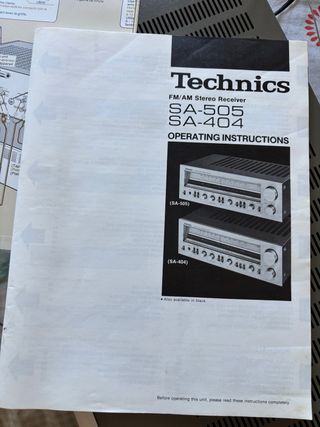 Technics
FM/AM Stereo Receiver
SA-505
SA-404
OPERATING INSTRUCTIONS
(SA-505)
(SA-404)
• Also available in black.
Before operating this unit, please read these instructions completely.